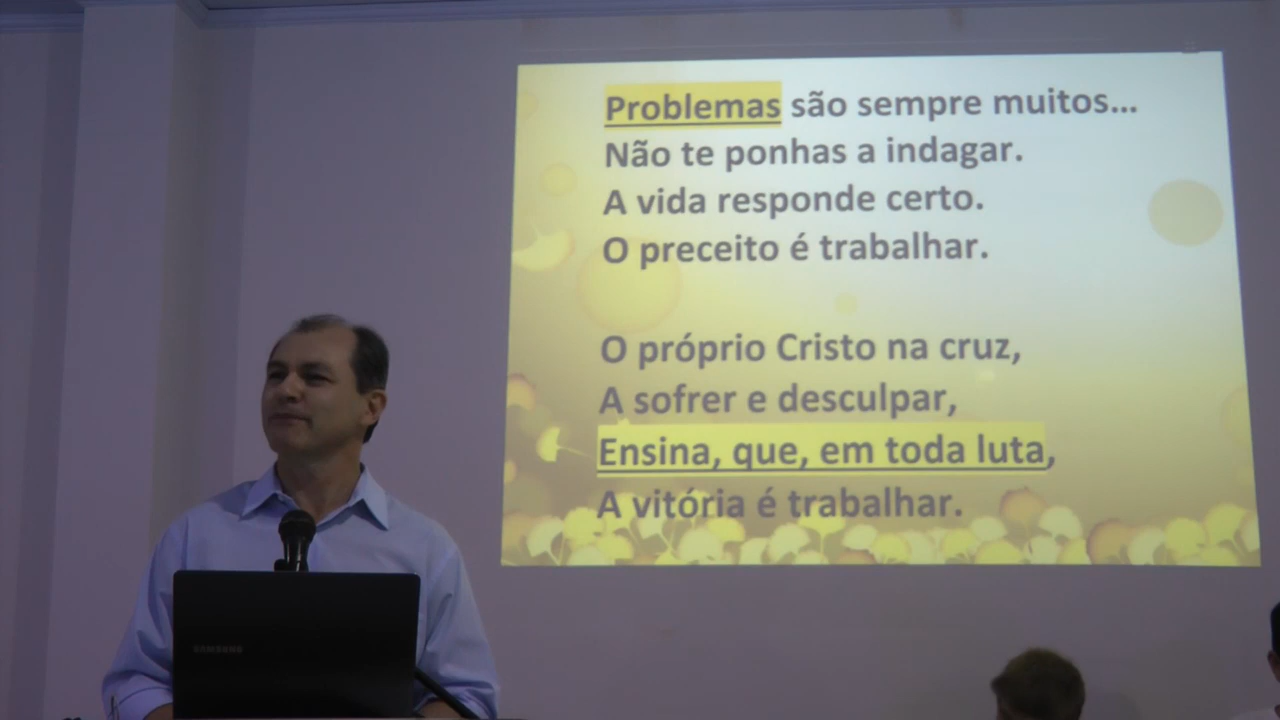 Problemas são sempre muitos...
Não te ponhas a indagar.
A vida responde certo.
O preceito é trabalhar.
O próprio Cristo na cruz,
A sofrer e desculpar,
Ensina, que, em toda luta,
A vitória é trabalhar.
SAMSUNG